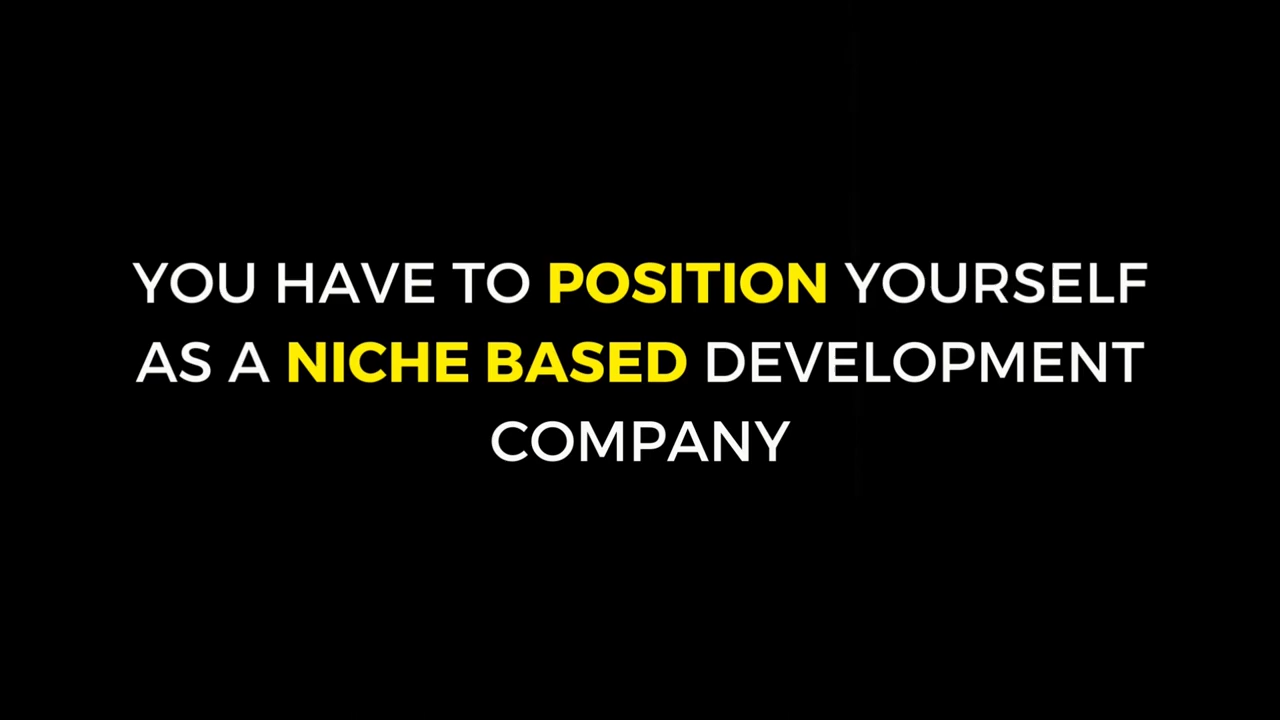 YOU HAVE TO POSITION YOURSELF
AS A NICHE BASED DEVELOPMENT
COMPANY